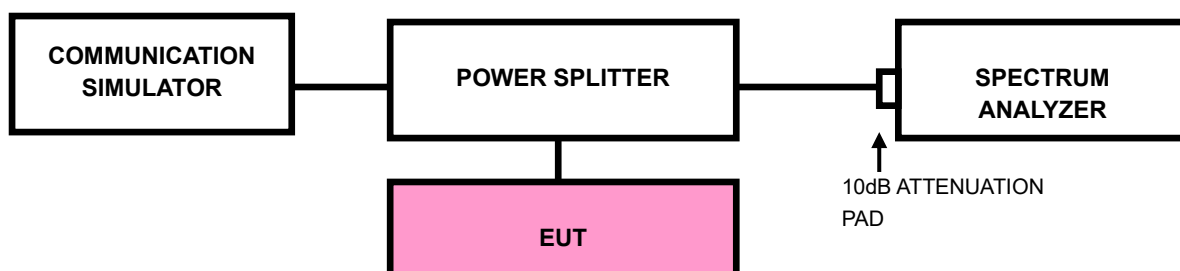 COMMUNICATION
SIMULATOR
POWER SPLITTER
SPECTRUM
ANALYZER
10dB ATTENUATION
PAD
EUT